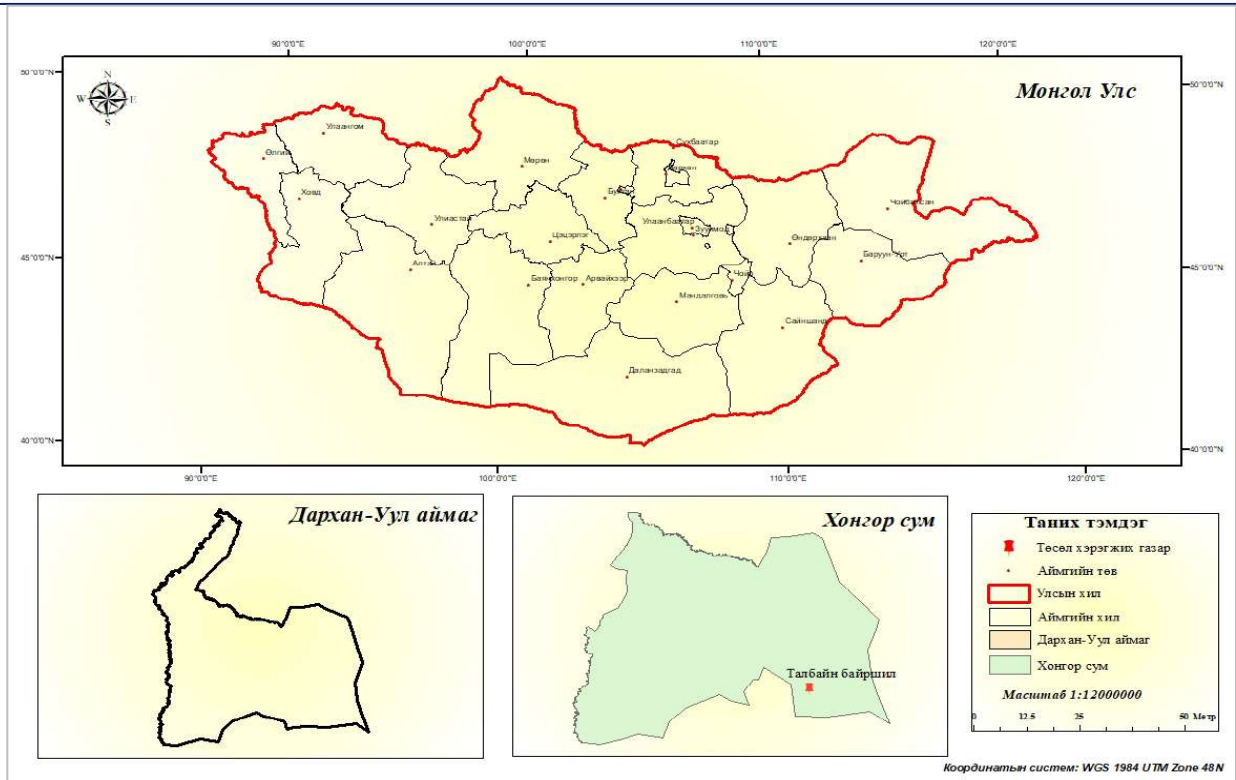 90°0'0"E 100°0'0"E 110°0'0"E 120°0'0"E
50°0'0"N 50°0'0"N
N
W E
S
Монгол Улс
Улаангом
Өлгий
Ховд
Мөрөн
Сүхбаатар
Улиастай
Цэцэрлэг
Улаанбаатар
Зуунмод
Чойбалсан
Өндөрхаан
Баруун-Урт
45°0'0"N 45°0'0"N
Алтай
Баянхонгор
Арвайхээр
Чойр
Мандалговь
Сайншанд
Даланзадгад
40°0'0"N 40°0'0"N
90°0'0"E 100°0'0"E 110°0'0"E 120°0'0"E
Дархан-Уул аймаг
Хонгор сум
Талбайн байршил
Таних тэмдэг
Төсөл хэрэгжих газар
Аймгийн төв
Улсын хил
Аймгийн хил
Дархан-Уул аймаг
Хонгор сум
Масштаб 1:12000000
0 12.5 25 50 Метр
Координатын систем: WGS 1984 UTM Zone 48N